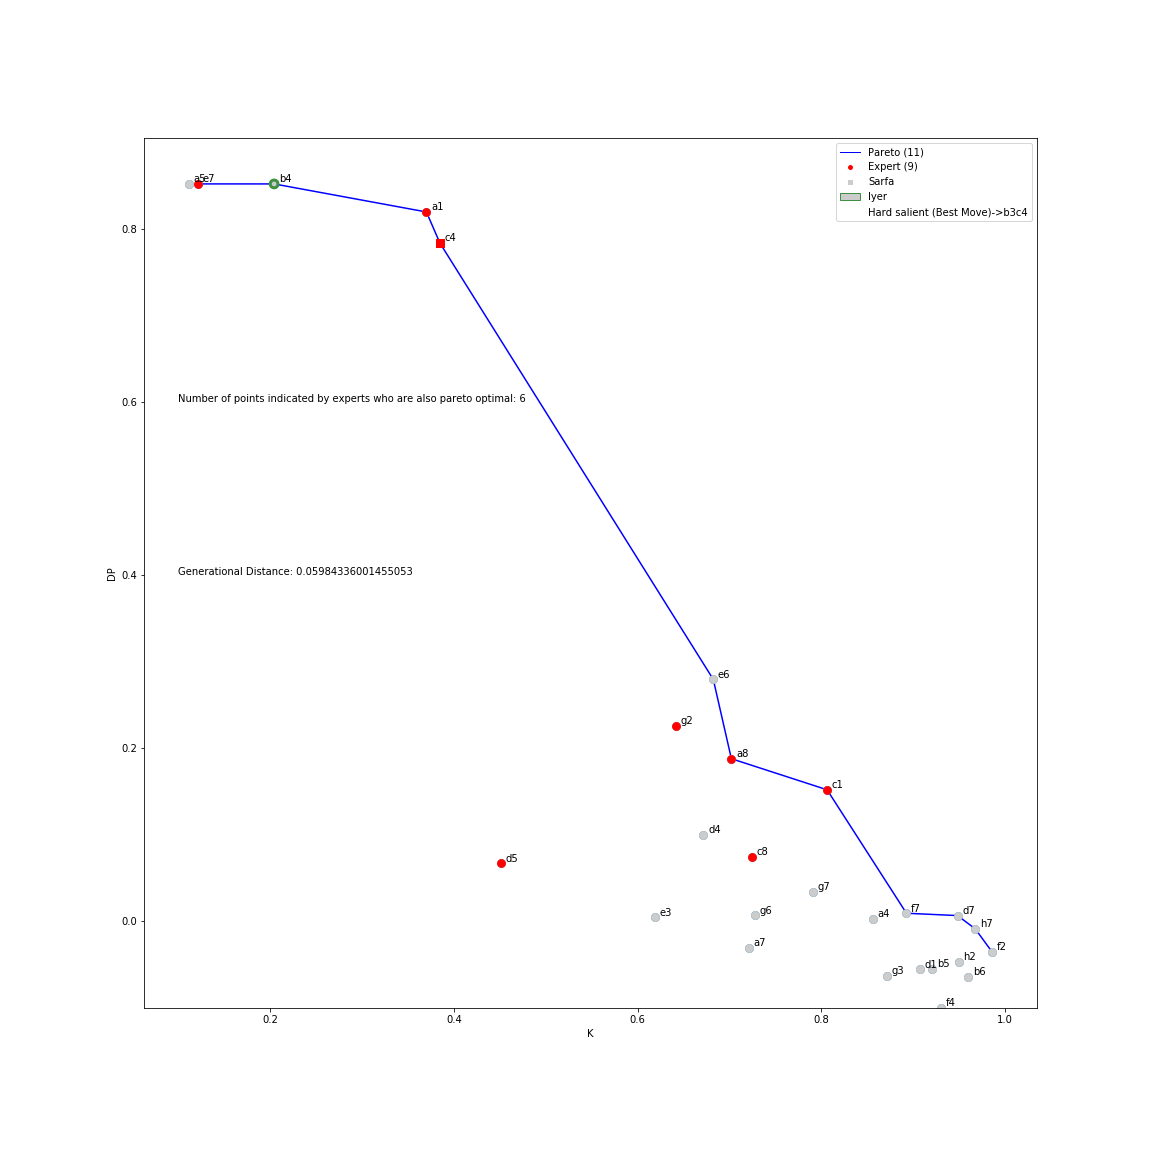 Pareto (11)
Expert (9)
Sarfa
Iyer
Hard salient (Best Move)->b3c4
a5
e7
b4
a1
c4
Number of points indicated by experts who are also pareto optimal: 6
Generational Distance: 0.05984336001455053
e6
g2
a8
c1
d4
c8
d5
g7
e3
g6
a4
f7
d7
h7
a7
f2
g3
d1
b5
h2
b6
f4
DP
0.8
0.6
0.4
0.2
0.0
0.2 0.4 0.6 0.8 1.0
K